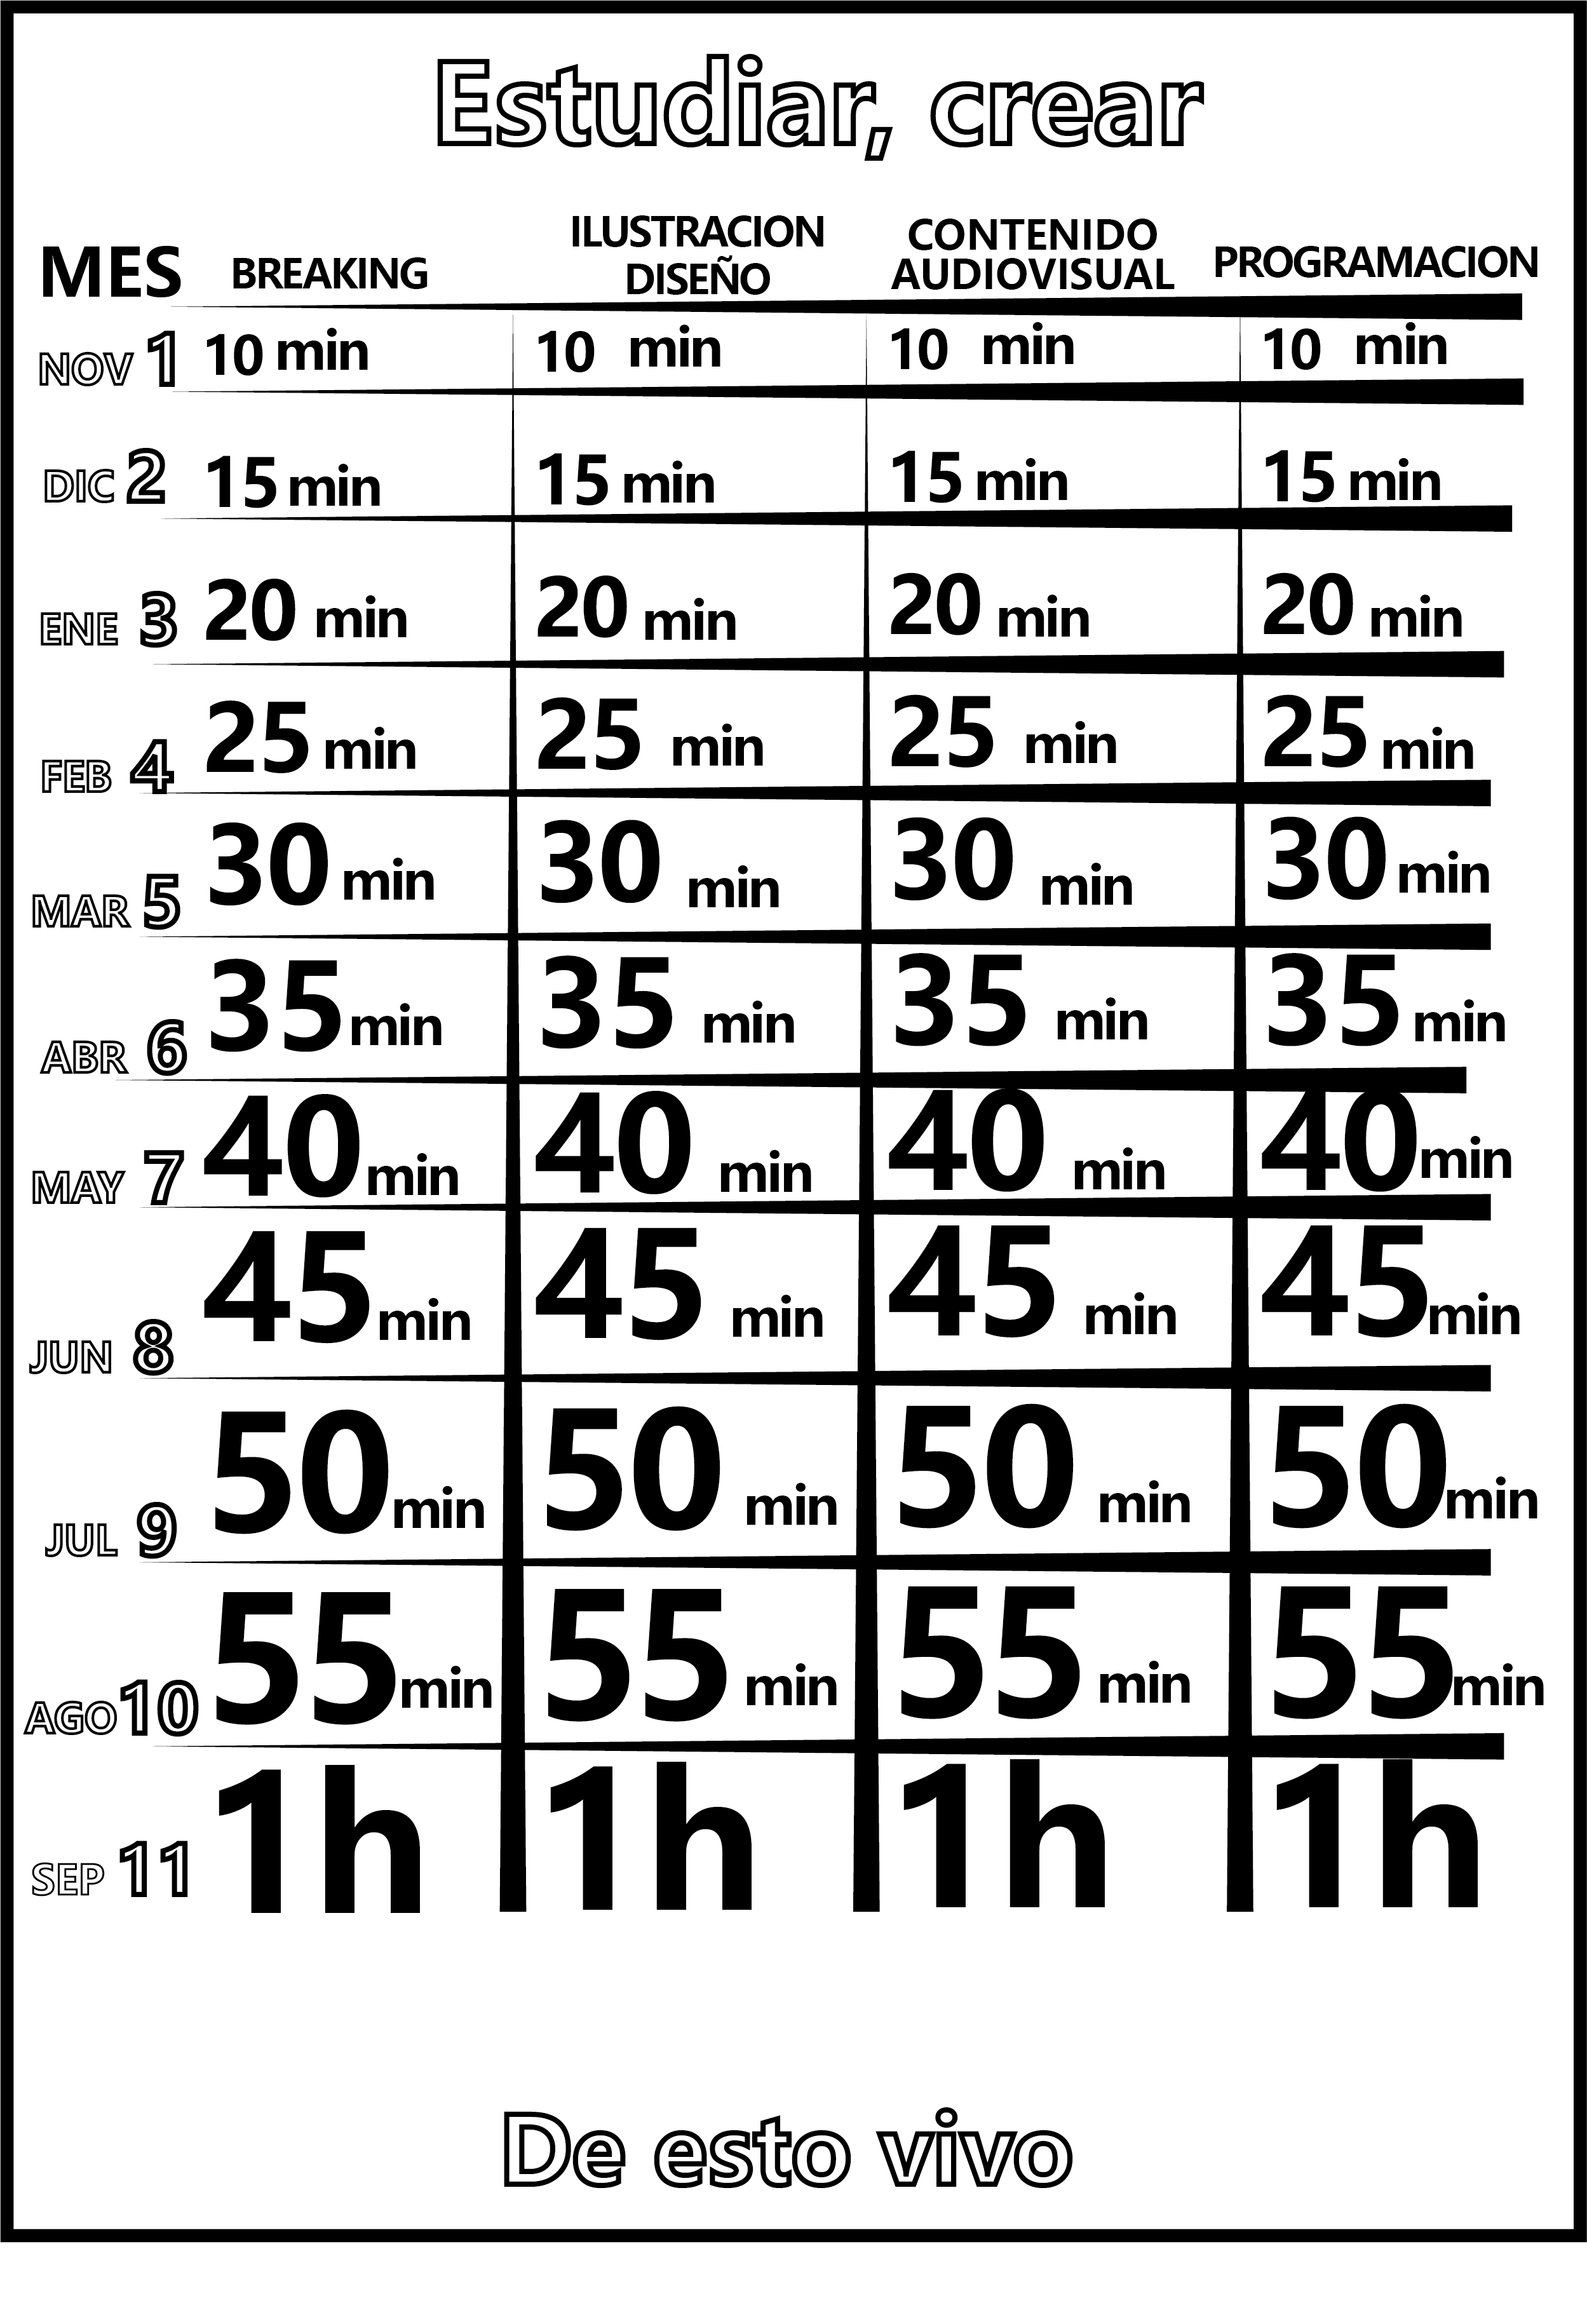 Estudiar, crear
MES BREAKING ILUSTRACION DISEÑO CONTENIDO AUDIOVISUAL PROGRAMACION
NOV 1 10 min 10 min 10 min 10 min
DIC 2 15 min 15 min 15 min 15 min
ENE 3 20 min 20 min 20 min 20 min
FEB 4 25 min 25 min 25 min 25 min
MAR 5 30 min 30 min 30 min 30 min
ABR 6 35 min 35 min 35 min 35 min
MAY 7 40 min 40 min 40 min 40 min
JUN 8 45 min 45 min 45 min 45 min
JUL 9 50 min 50 min 50 min 50 min
AGO 10 55 min 55 min 55 min 55 min
SEP 11 1h 1h 1h 1h
De esto vivo